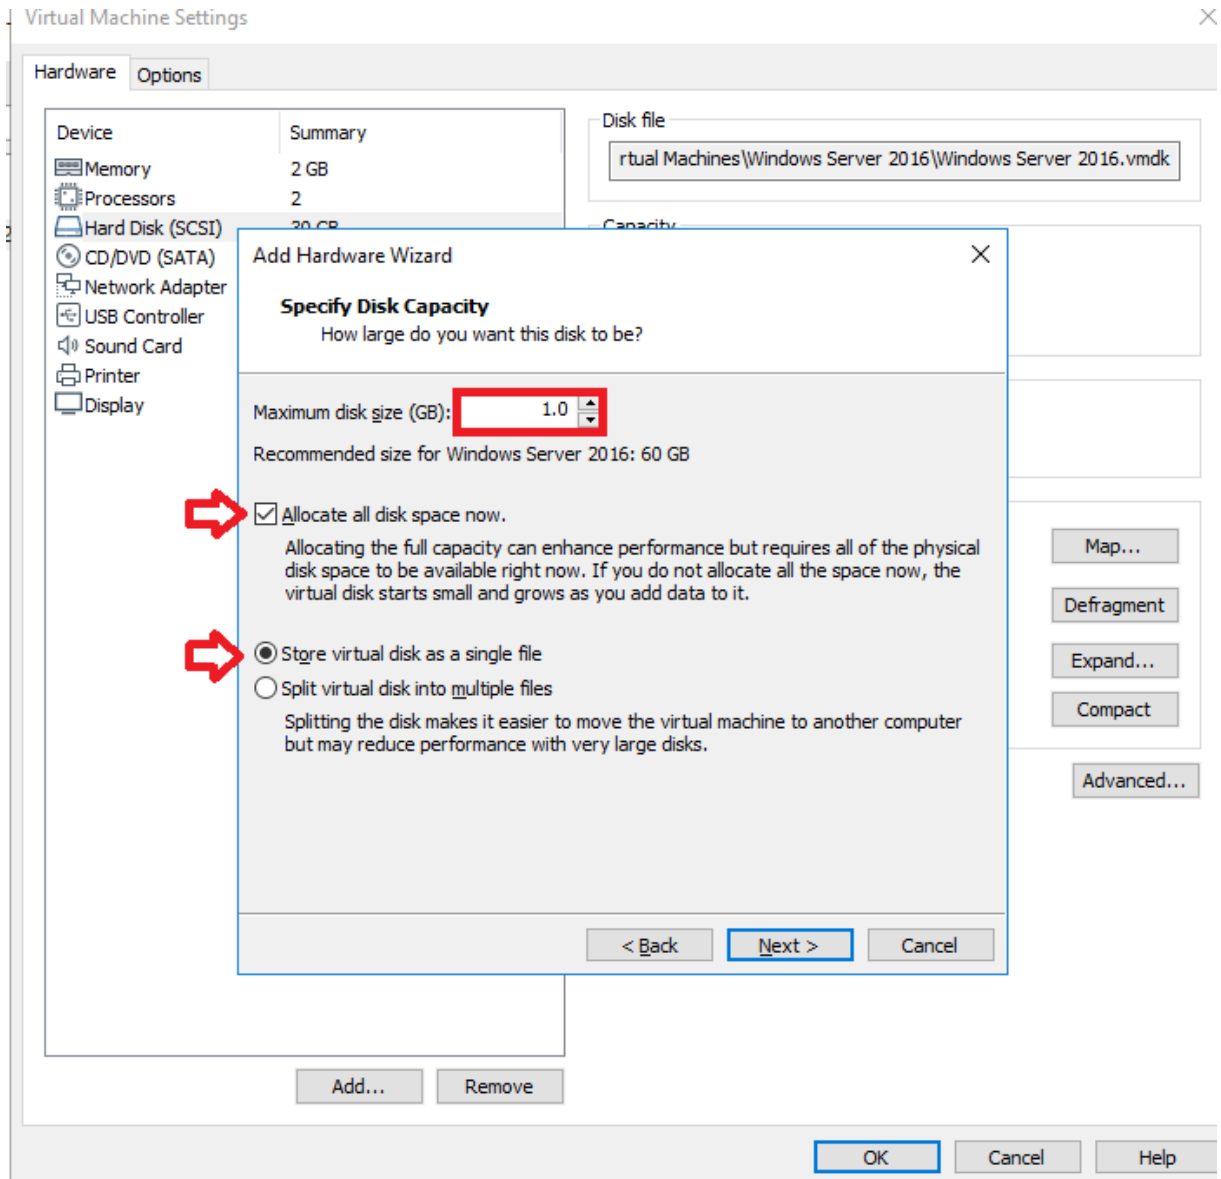 Virtual Machine Settings
Hardware
Options
Device Summary
Memory 2 GB
Processors 2
Hard Disk (SCSI) 30 GB
CD/DVD (SATA)
Network Adapter
USB Controller
Sound Card
Printer
Display
Add...
Remove
Disk file
rtual Machines\Windows Server 2016\Windows Server 2016.vmdk
Capacity
Add Hardware Wizard
Specify Disk Capacity
How large do you want this disk to be?
Maximum disk size (GB): 1.0
Recommended size for Windows Server 2016: 60 GB
Allocate all disk space now.
Allocating the full capacity can enhance performance but requires all of the physical
disk space to be available right now. If you do not allocate all the space now, the
virtual disk starts small and grows as you add data to it.
Store virtual disk as a single file
Split virtual disk into multiple files
Splitting the disk makes it easier to move the virtual machine to another computer
but may reduce performance with very large disks.
< Back
Next >
Cancel
Map...
Defragment
Expand...
Compact
Advanced...
OK
Cancel
Help